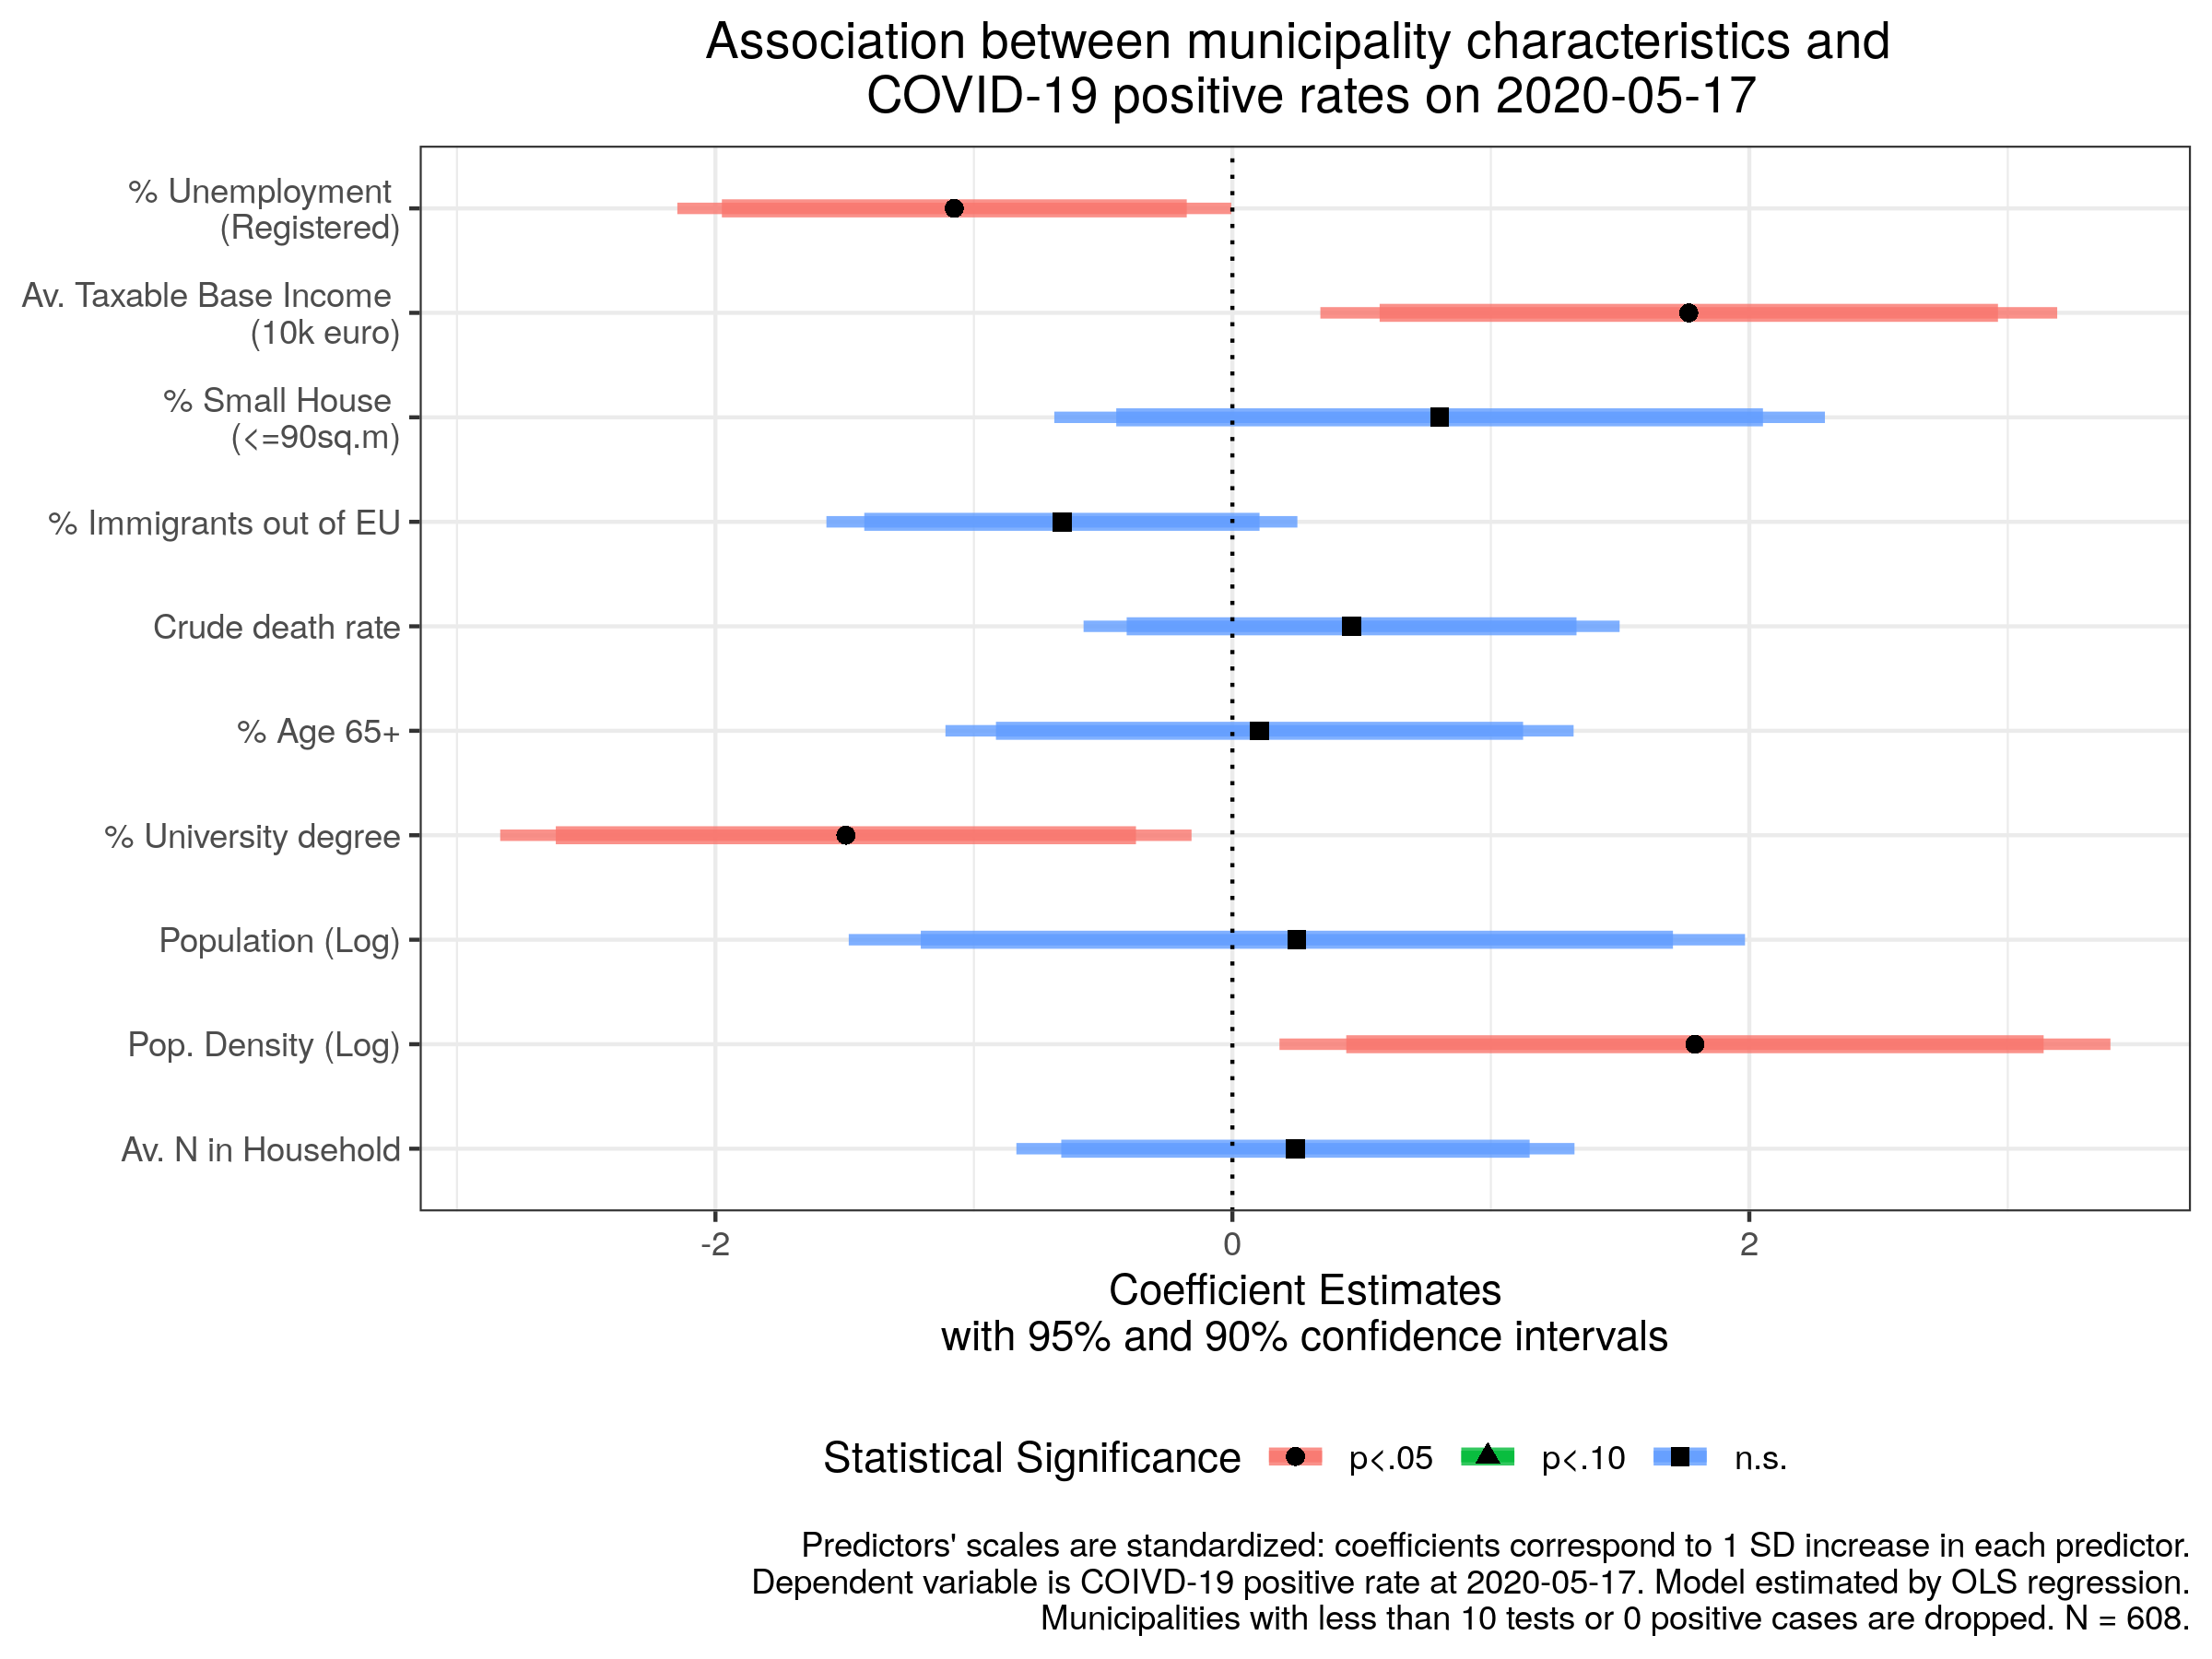 Association between municipality characteristics and
COVID-19 positive rates on 2020-05-17
% Unemployment
(Registered)
Av. Taxable Base Income
(10k euro)
% Small House
(<=90sq.m)
% Immigrants out of EU
Crude death rate
% Age 65+
% University degree
Population (Log)
Pop. Density (Log)
Av. N in Household
-2 0 2
Coefficient Estimates
with 95% and 90% confidence intervals
Statistical Significance p<.05 p<.10 n.s.
Predictors' scales are standardized: coefficients correspond to 1 SD increase in each predictor.
Dependent variable is COIVD-19 positive rate at 2020-05-17. Model estimated by OLS regression.
Municipalities with less than 10 tests or 0 positive cases are dropped. N = 608.